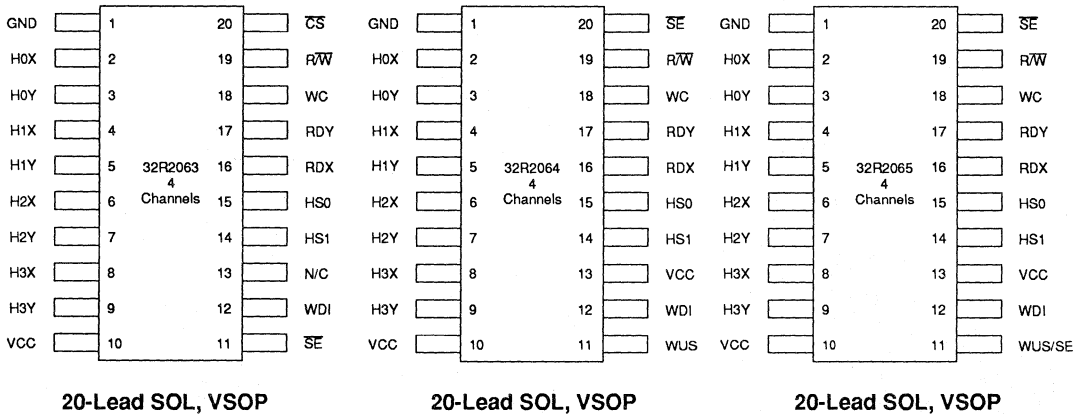 GND 1 20 C̅S̅
H0X 2 19 R/W̅
H0Y 3 18 WC
H1X 4 17 RDY
H1Y 5 16 RDX
32R2063
4
Channels
H2X 6 15 HS0
H2Y 7 14 HS1
H3X 8 13 N/C
H3Y 9 12 WDI
VCC 10 11 S̅E̅
20-Lead SOL, VSOP
GND 1 20 S̅E̅
H0X 2 19 R/W̅
H0Y 3 18 WC
H1X 4 17 RDY
H1Y 5 16 RDX
32R2064
4
Channels
H2X 6 15 HS0
H2Y 7 14 HS1
H3X 8 13 VCC
H3Y 9 12 WDI
VCC 10 11 WUS
20-Lead SOL, VSOP
GND 1 20 S̅E̅
H0X 2 19 R/W̅
H0Y 3 18 WC
H1X 4 17 RDY
H1Y 5 16 RDX
32R2065
4
Channels
H2X 6 15 HS0
H2Y 7 14 HS1
H3X 8 13 VCC
H3Y 9 12 WDI
VCC 10 11 WUS/SE
20-Lead SOL, VSOP